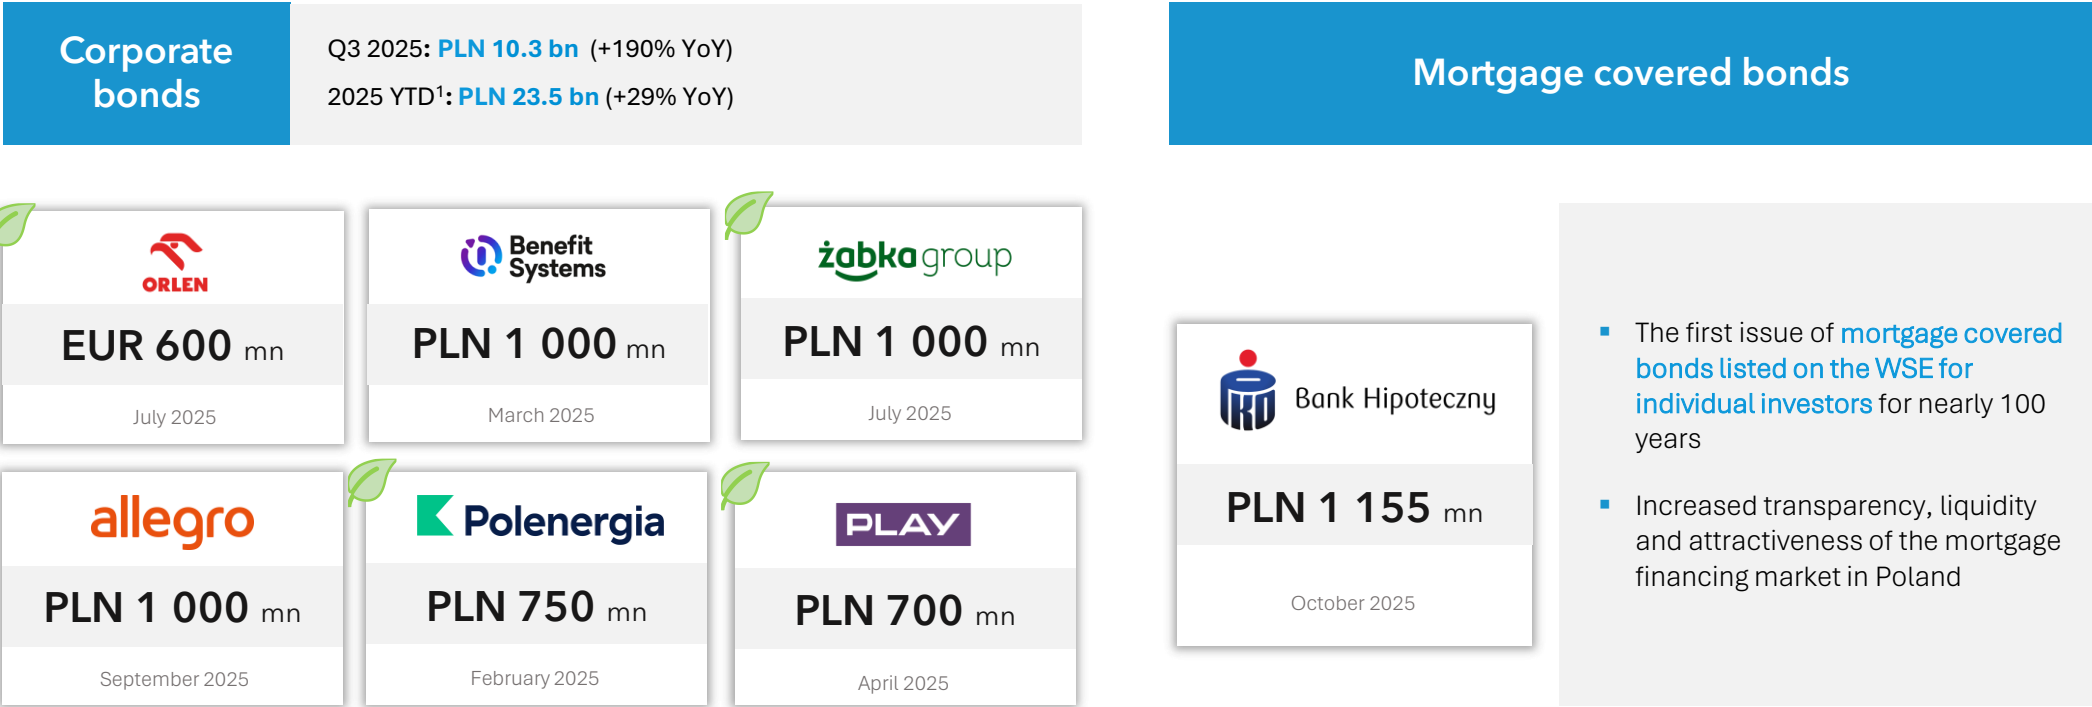 Corporate
bonds
Q3 2025: PLN 10.3 bn (+190% YoY)
2025 YTD¹: PLN 23.5 bn (+29% YoY)
Mortgage covered bonds
ORLEN
EUR 600 mn
July 2025
Benefit
Systems
PLN 1 000 mn
March 2025
żabka group
PLN 1 000 mn
July 2025
allegro
PLN 1 000 mn
September 2025
Polenergia
PLN 750 mn
February 2025
PLAY
PLN 700 mn
April 2025
PKO Bank Hipoteczny
PLN 1 155 mn
October 2025
▪ The first issue of mortgage covered
bonds listed on the WSE for
individual investors for nearly 100
years
▪ Increased transparency, liquidity
and attractiveness of the mortgage
financing market in Poland